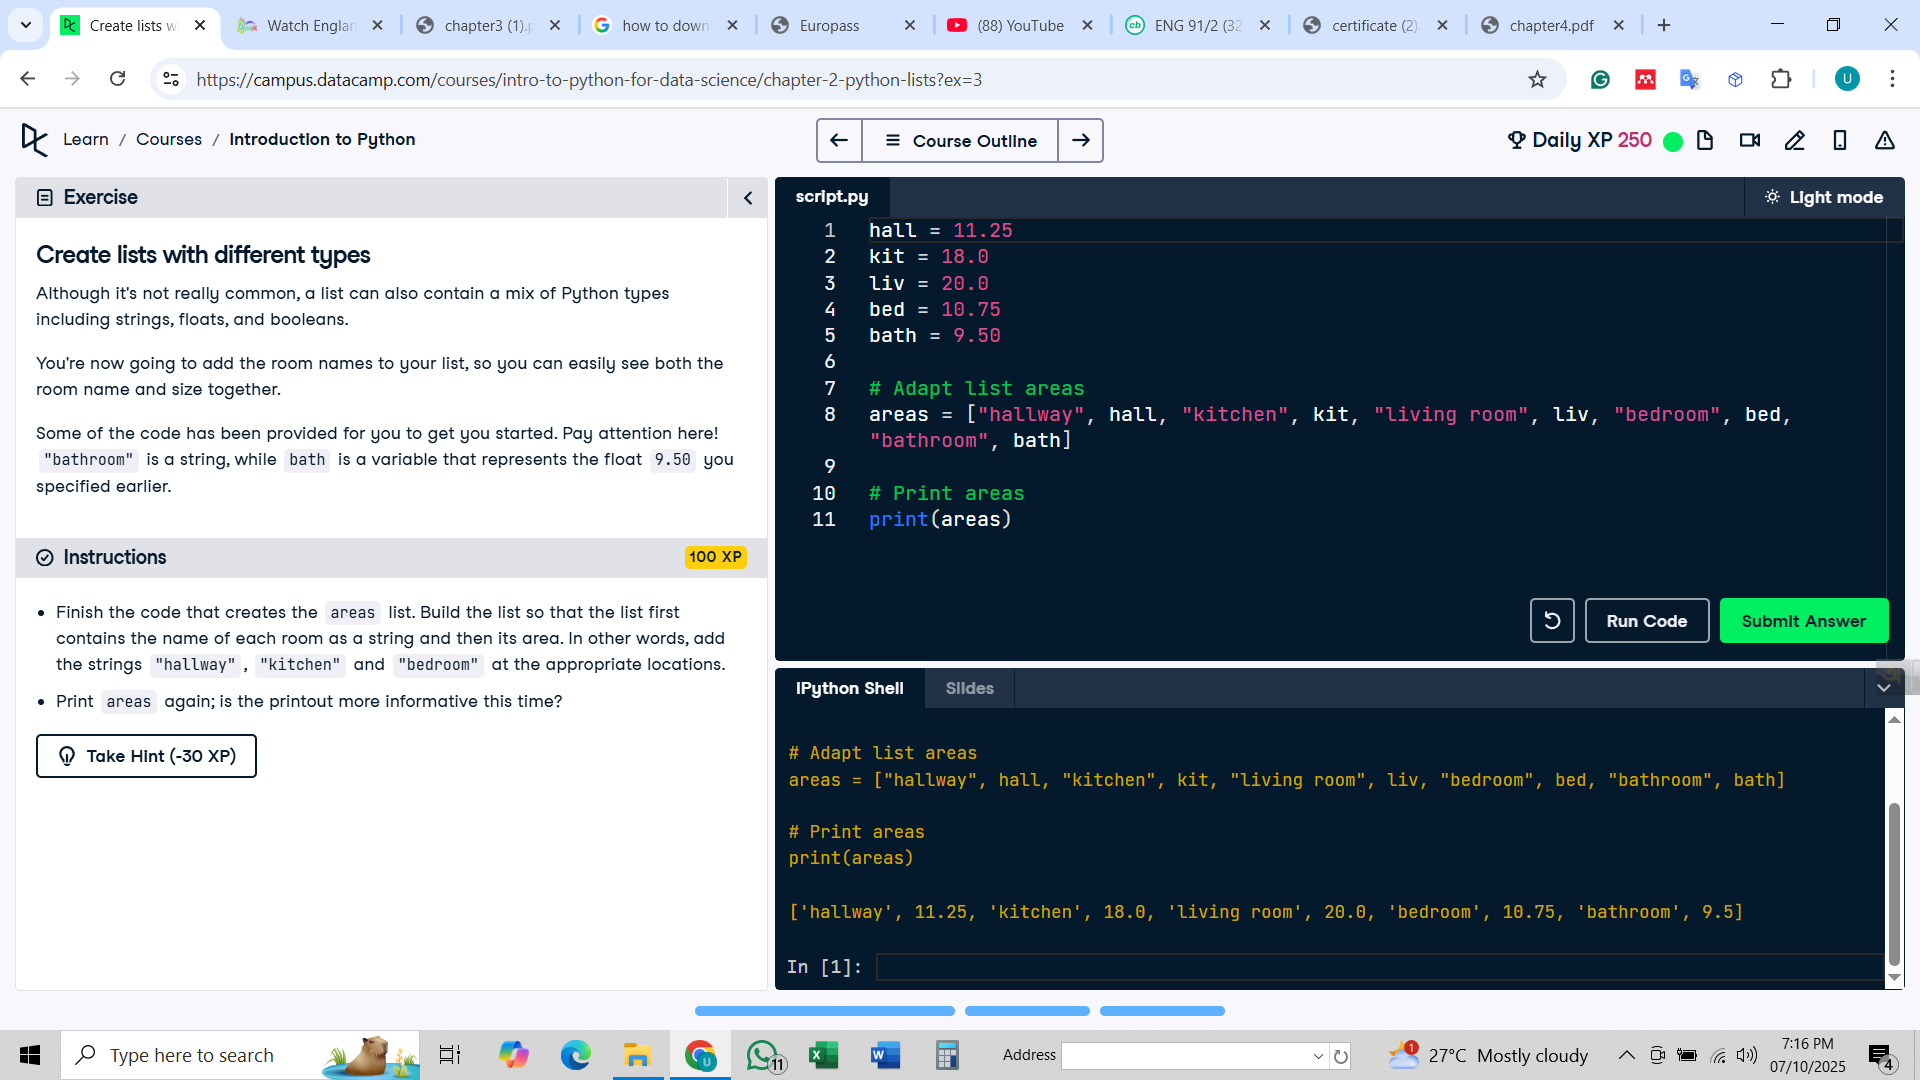 Create lists w
Watch Englan
chapter3 (1).p
how to down
Europass
(88) YouTube
ENG 91/2 (32
certificate (2).
chapter4.pdf
https://campus.datacamp.com/courses/intro-to-python-for-data-science/chapter-2-python-lists?ex=3
U
Learn / Courses / Introduction to Python
Course Outline
Daily XP 250
Exercise
Create lists with different types
Although it's not really common, a list can also contain a mix of Python types
including strings, floats, and booleans.
You're now going to add the room names to your list, so you can easily see both the
room name and size together.
Some of the code has been provided for you to get you started. Pay attention here!
"bathroom" is a string, while bath is a variable that represents the float 9.50 you
specified earlier.
Instructions
100 XP
• Finish the code that creates the areas list. Build the list so that the list first
contains the name of each room as a string and then its area. In other words, add
the strings "hallway", "kitchen" and "bedroom" at the appropriate locations.
• Print areas again; is the printout more informative this time?
Take Hint (-30 XP)
script.py
Light mode
1 hall = 11.25
2 kit = 18.0
3 liv = 20.0
4 bed = 10.75
5 bath = 9.50
6
7 # Adapt list areas
8 areas = ["hallway", hall, "kitchen", kit, "living room", liv, "bedroom", bed,
"bathroom", bath]
9
10 # Print areas
11 print(areas)
Run Code
Submit Answer
IPython Shell
Slides
# Adapt list areas
areas = ["hallway", hall, "kitchen", kit, "living room", liv, "bedroom", bed, "bathroom", bath]
# Print areas
print(areas)
['hallway', 11.25, 'kitchen', 18.0, 'living room', 20.0, 'bedroom', 10.75, 'bathroom', 9.5]
In [1]:
Type here to search
11
Address
1
27°C Mostly cloudy
7:16 PM
07/10/2025
4